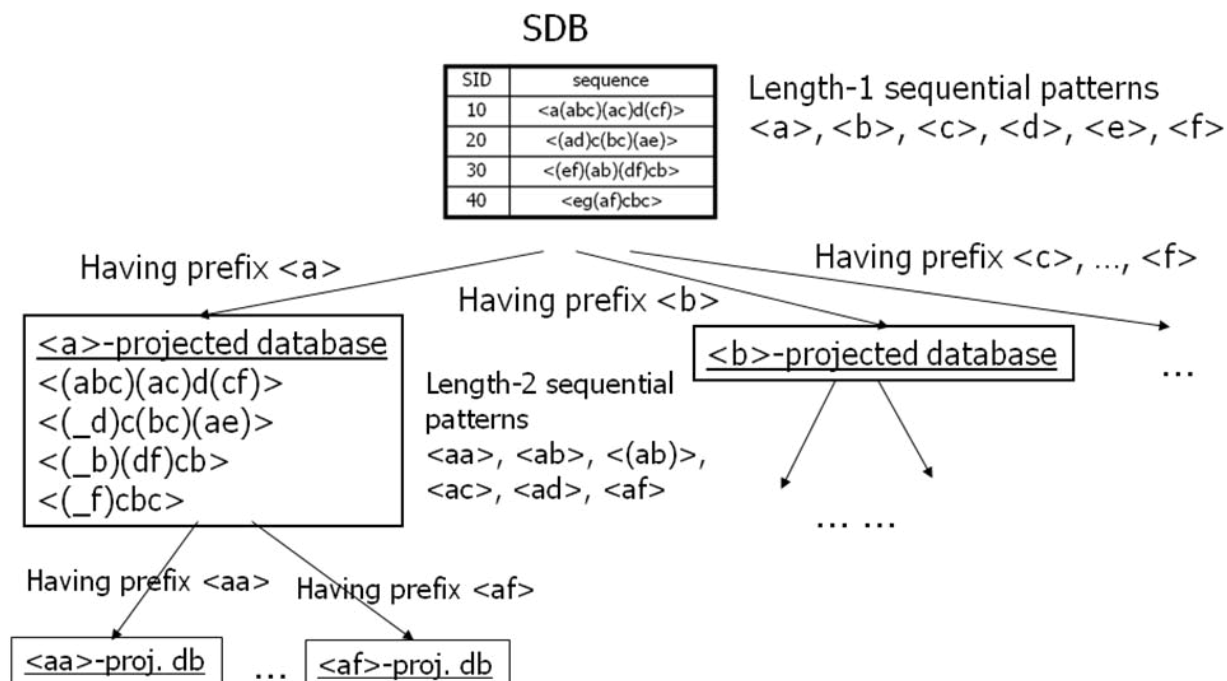 SDB
SID sequence
10 <a(abc)(ac)d(cf)>
20 <(ad)c(bc)(ae)>
30 <(ef)(ab)(df)cb>
40 <eg(af)cbc>
Length-1 sequential patterns
<a>, <b>, <c>, <d>, <e>, <f>
Having prefix <a>
Having prefix <b>
Having prefix <c>, ..., <f>
<a>-projected database
<(abc)(ac)d(cf)>
<(_d)c(bc)(ae)>
<(_b)(df)cb>
<(_f)cbc>
Length-2 sequential
patterns
<aa>, <ab>, <(ab)>,
<ac>, <ad>, <af>
<b>-projected database
...
... ...
Having prefix <aa>
Having prefix <af>
<aa>-proj. db
...
<af>-proj. db